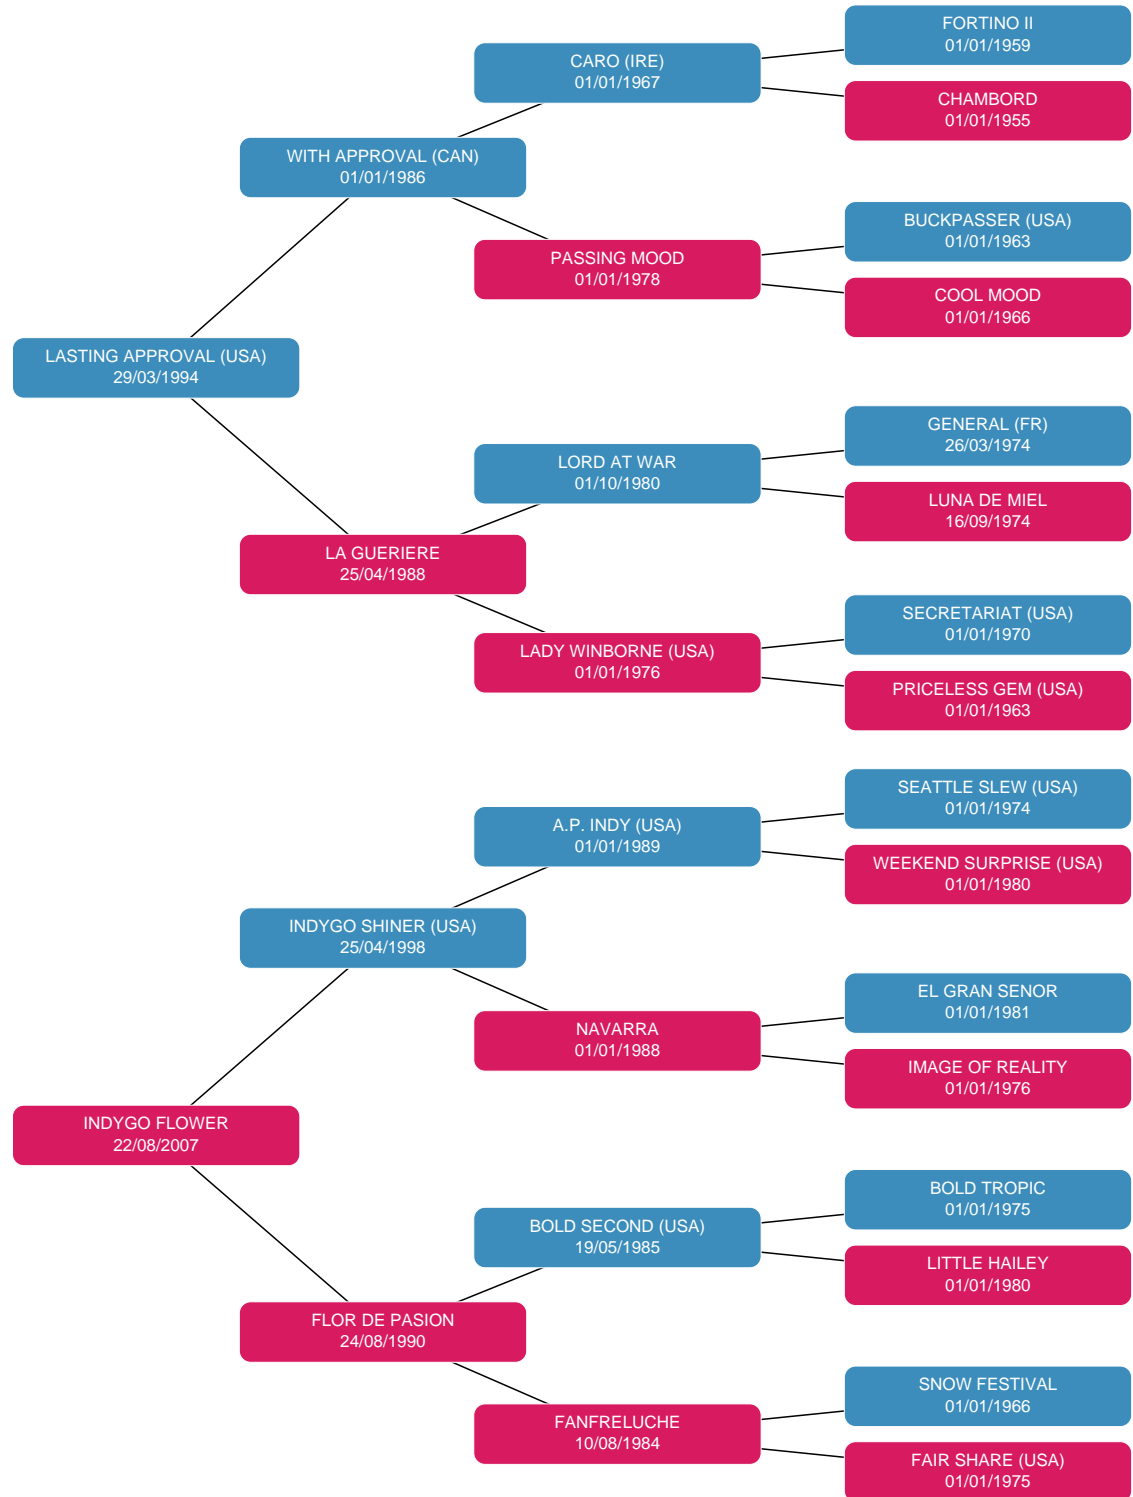 FORTINO II
01/01/1959
CARO (IRE)
01/01/1967
CHAMBORD
01/01/1955
WITH APPROVAL (CAN)
01/01/1986
BUCKPASSER (USA)
01/01/1963
PASSING MOOD
01/01/1978
COOL MOOD
01/01/1966
LASTING APPROVAL (USA)
29/03/1994
GENERAL (FR)
26/03/1974
LORD AT WAR
01/10/1980
LUNA DE MIEL
16/09/1974
LA GUERIERE
25/04/1988
SECRETARIAT (USA)
01/01/1970
LADY WINBORNE (USA)
01/01/1976
PRICELESS GEM (USA)
01/01/1963
SEATTLE SLEW (USA)
01/01/1974
A.P. INDY (USA)
01/01/1989
WEEKEND SURPRISE (USA)
01/01/1980
INDYGO SHINER (USA)
25/04/1998
EL GRAN SENOR
01/01/1981
NAVARRA
01/01/1988
IMAGE OF REALITY
01/01/1976
INDYGO FLOWER
22/08/2007
BOLD TROPIC
01/01/1975
BOLD SECOND (USA)
19/05/1985
LITTLE HAILEY
01/01/1980
FLOR DE PASION
24/08/1990
SNOW FESTIVAL
01/01/1966
FANFRELUCHE
10/08/1984
FAIR SHARE (USA)
01/01/1975